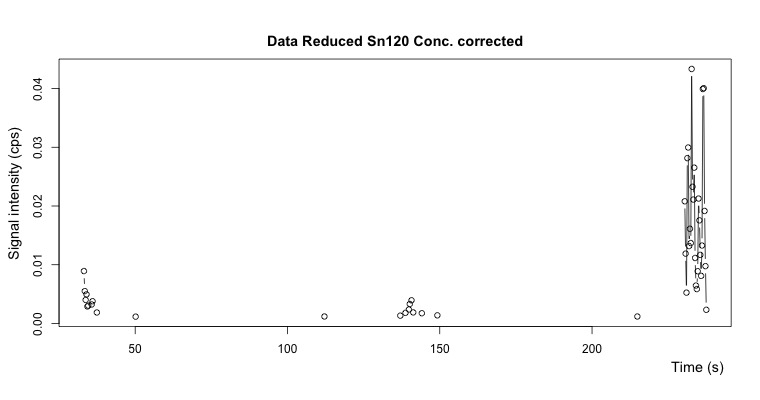 Data Reduced Sn120 Conc. corrected
Signal intensity (cps)
0.04
0.03
0.02
0.01
0.00
50 100 150 200
Time (s)